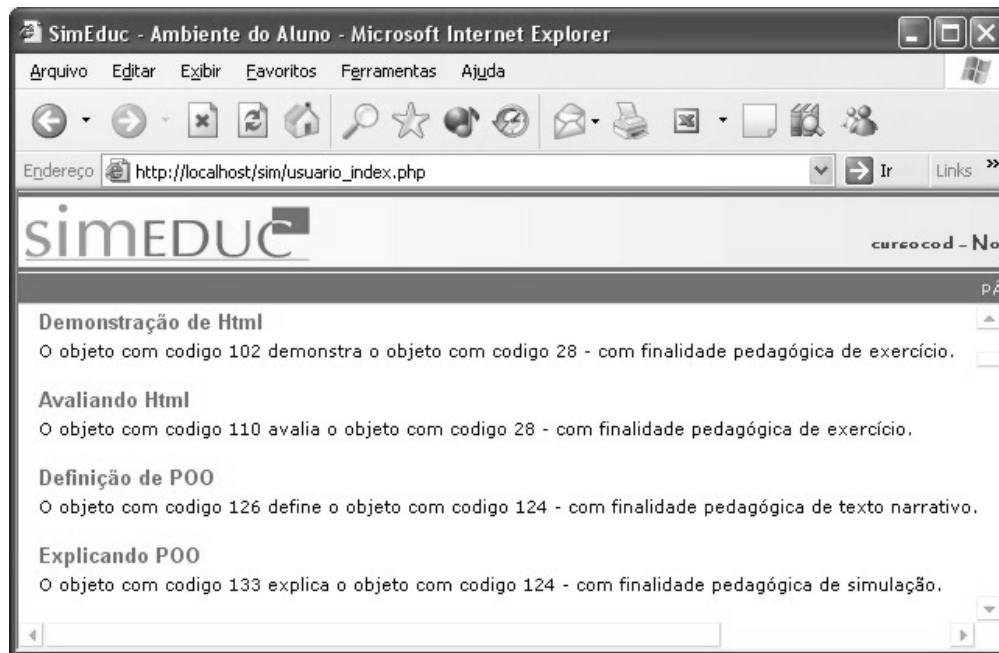 SimEduc - Ambiente do Aluno - Microsoft Internet Explorer
Arquivo Editar Exibir Favoritos Ferramentas Ajuda
Endereço http://localhost/sim/usuario_index.php Ir Links »
simEDUC
cursocod - No
PÁ
Demonstração de Html
O objeto com codigo 102 demonstra o objeto com codigo 28 - com finalidade pedagógica de exercício.
Avaliando Html
O objeto com codigo 110 avalia o objeto com codigo 28 - com finalidade pedagógica de exercício.
Definição de POO
O objeto com codigo 126 define o objeto com codigo 124 - com finalidade pedagógica de texto narrativo.
Explicando POO
O objeto com codigo 133 explica o objeto com codigo 124 - com finalidade pedagógica de simulação.